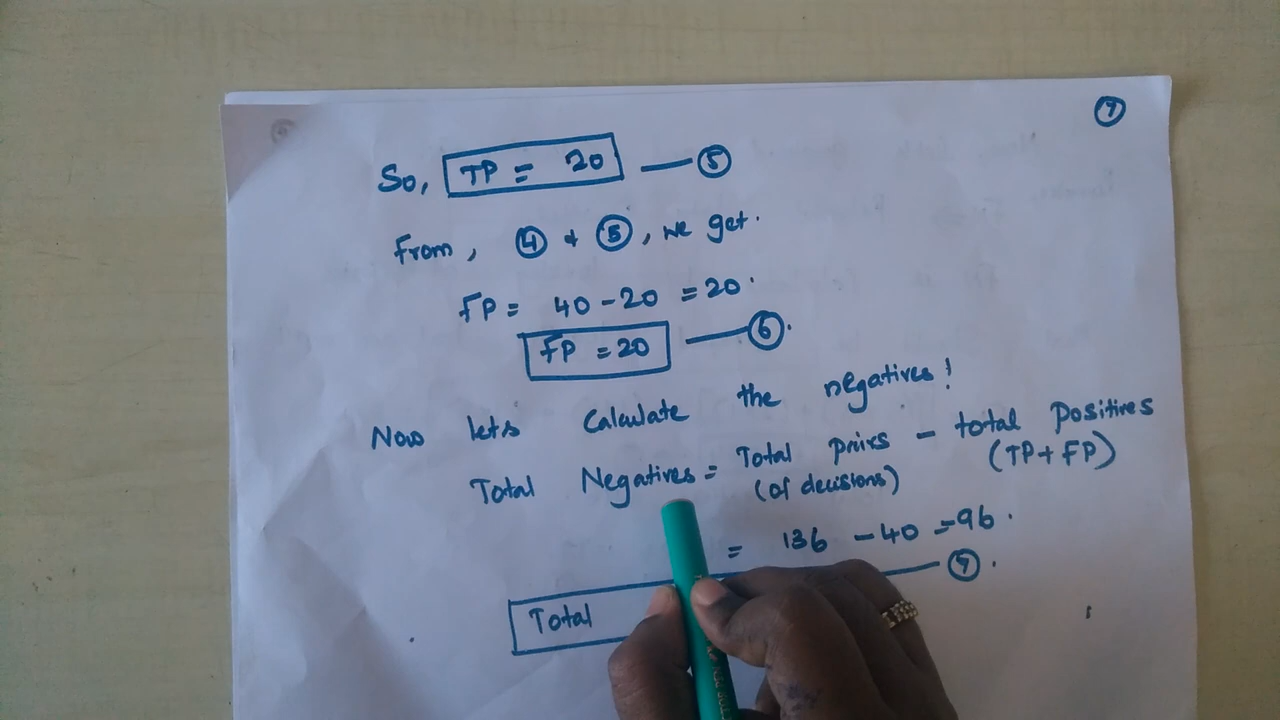 7
So, TP = 20 — 5
From, 4 & 5, we get.
FP = 40 - 20 = 20.
FP = 20 — 6.
Now lets Calculate the negatives!
Total Negatives = Total pairs - total positives
(of decisions) (TP + FP)
= 136 - 40 = 96.
Total — 7.